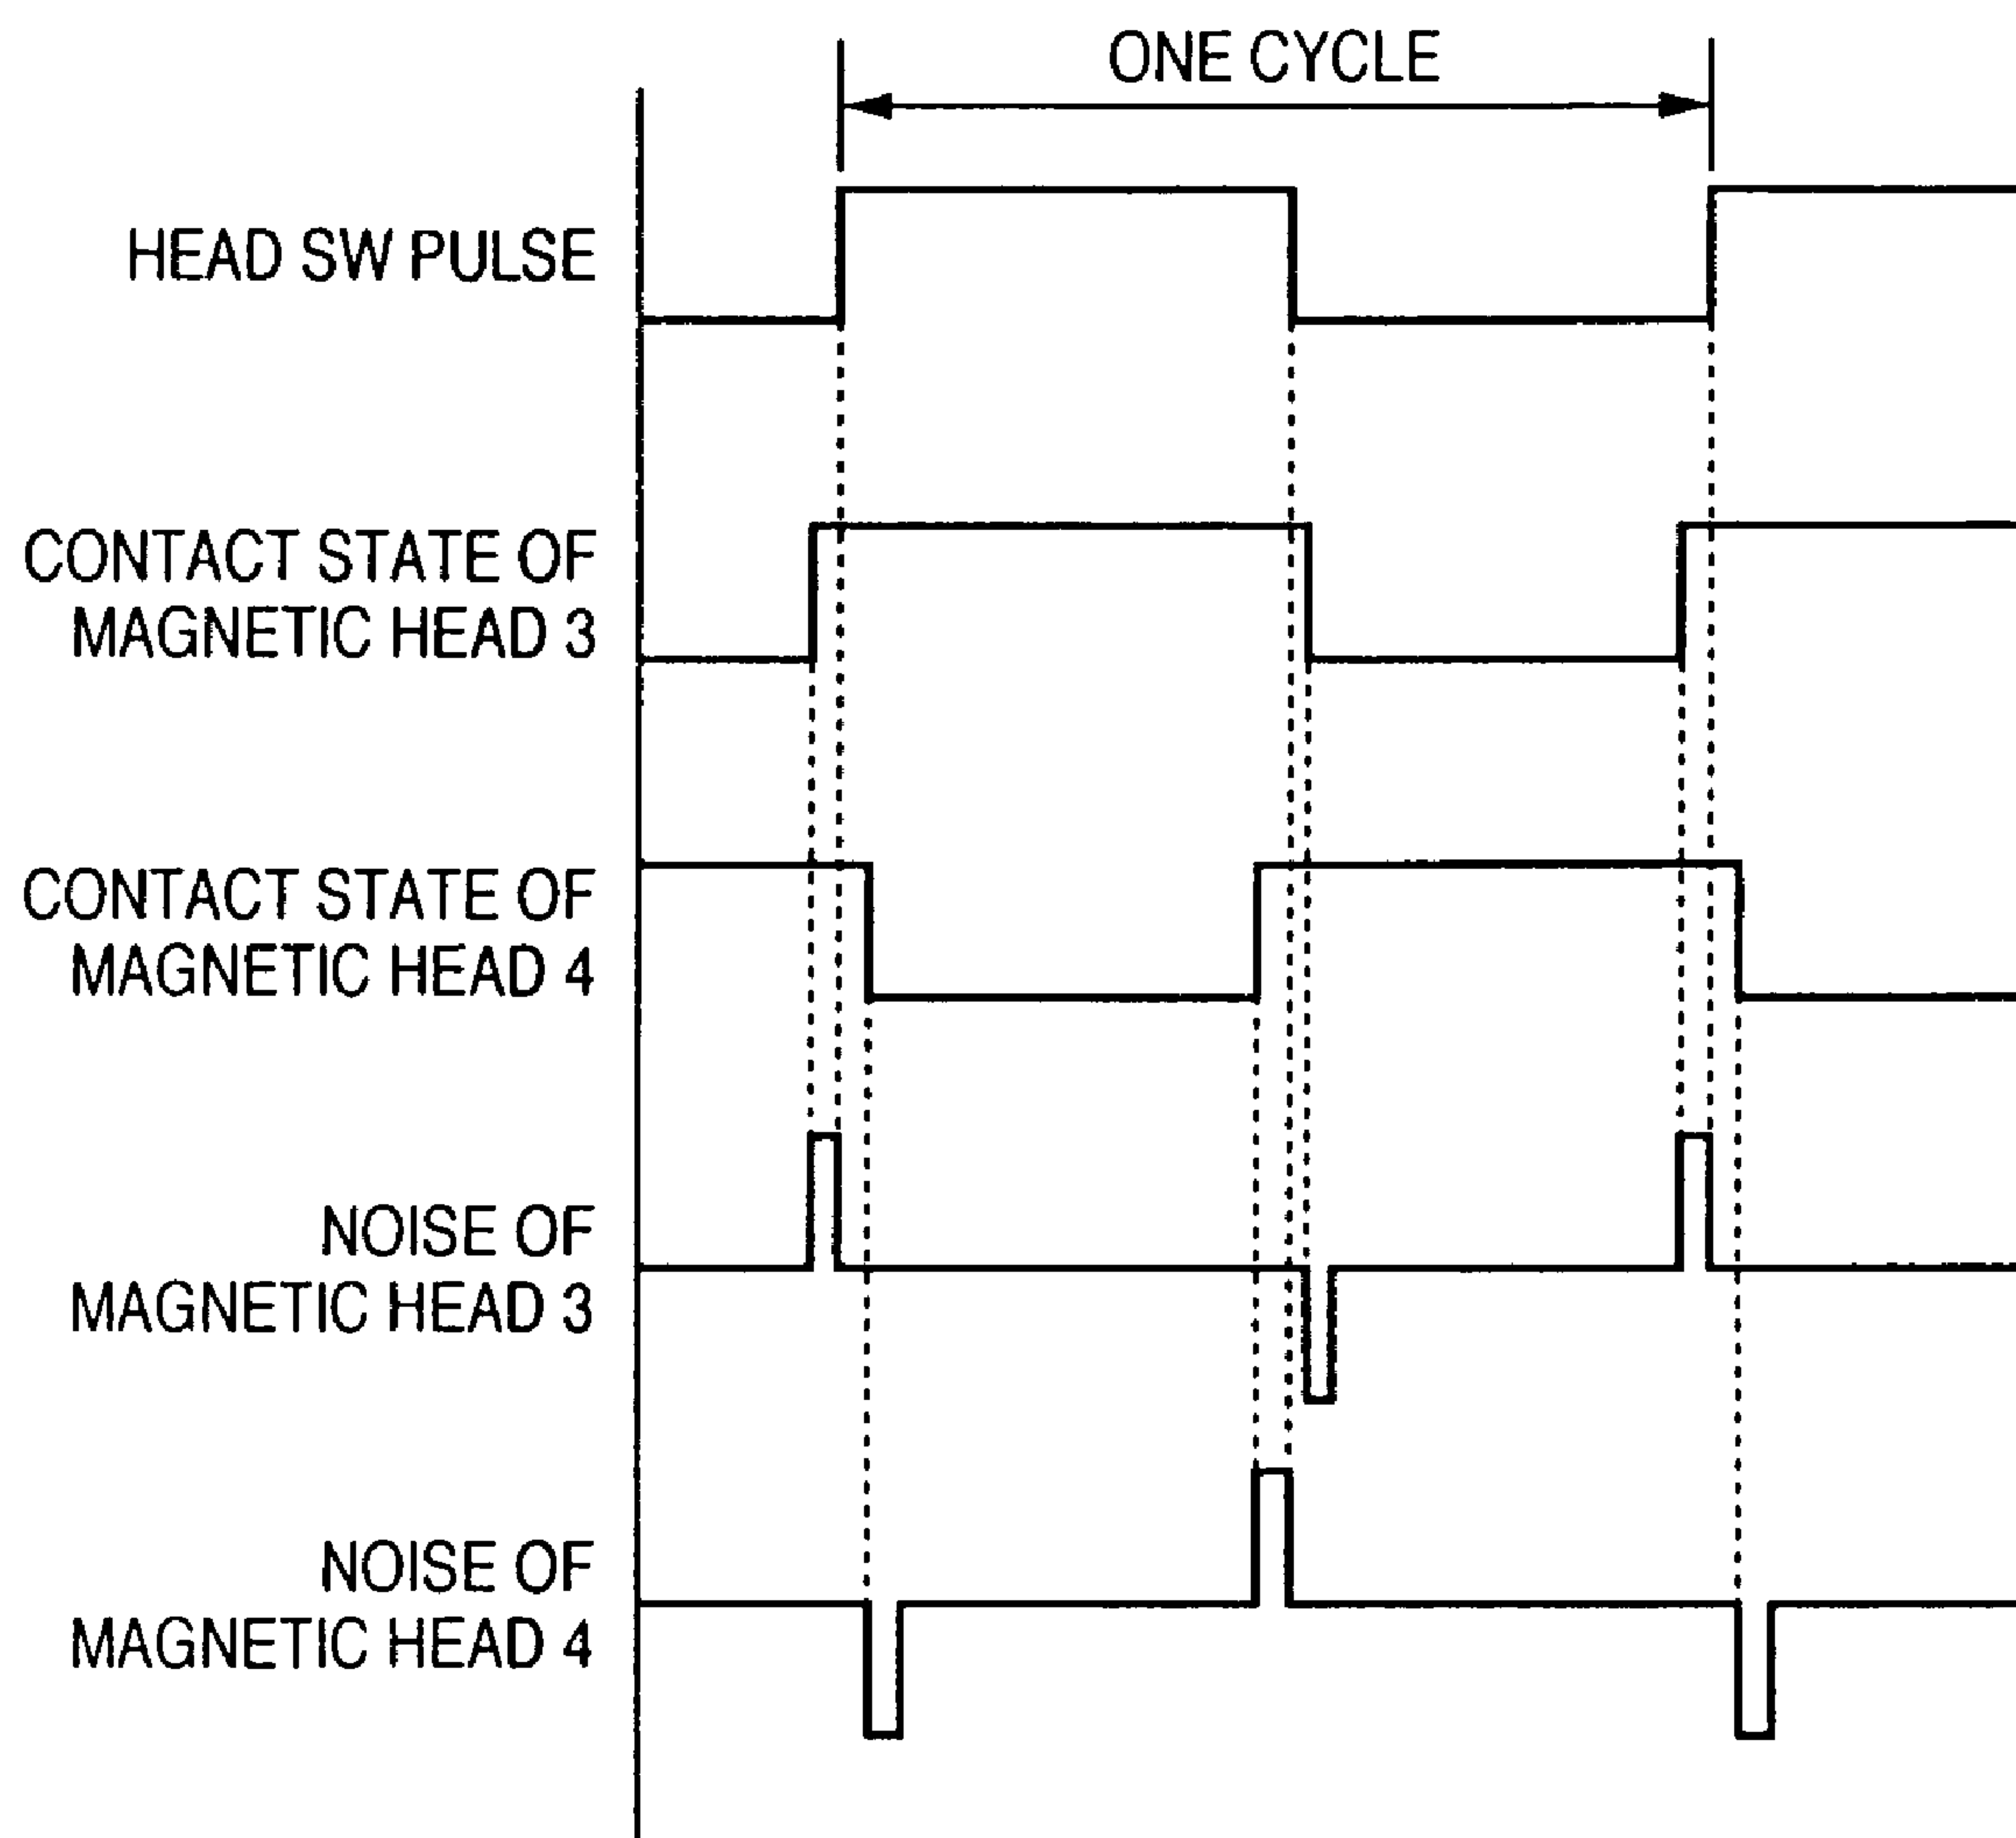 ONE CYCLE
HEAD SW PULSE
CONTACT STATE OF
MAGNETIC HEAD 3
CONTACT STATE OF
MAGNETIC HEAD 4
NOISE OF
MAGNETIC HEAD 3
NOISE OF
MAGNETIC HEAD 4